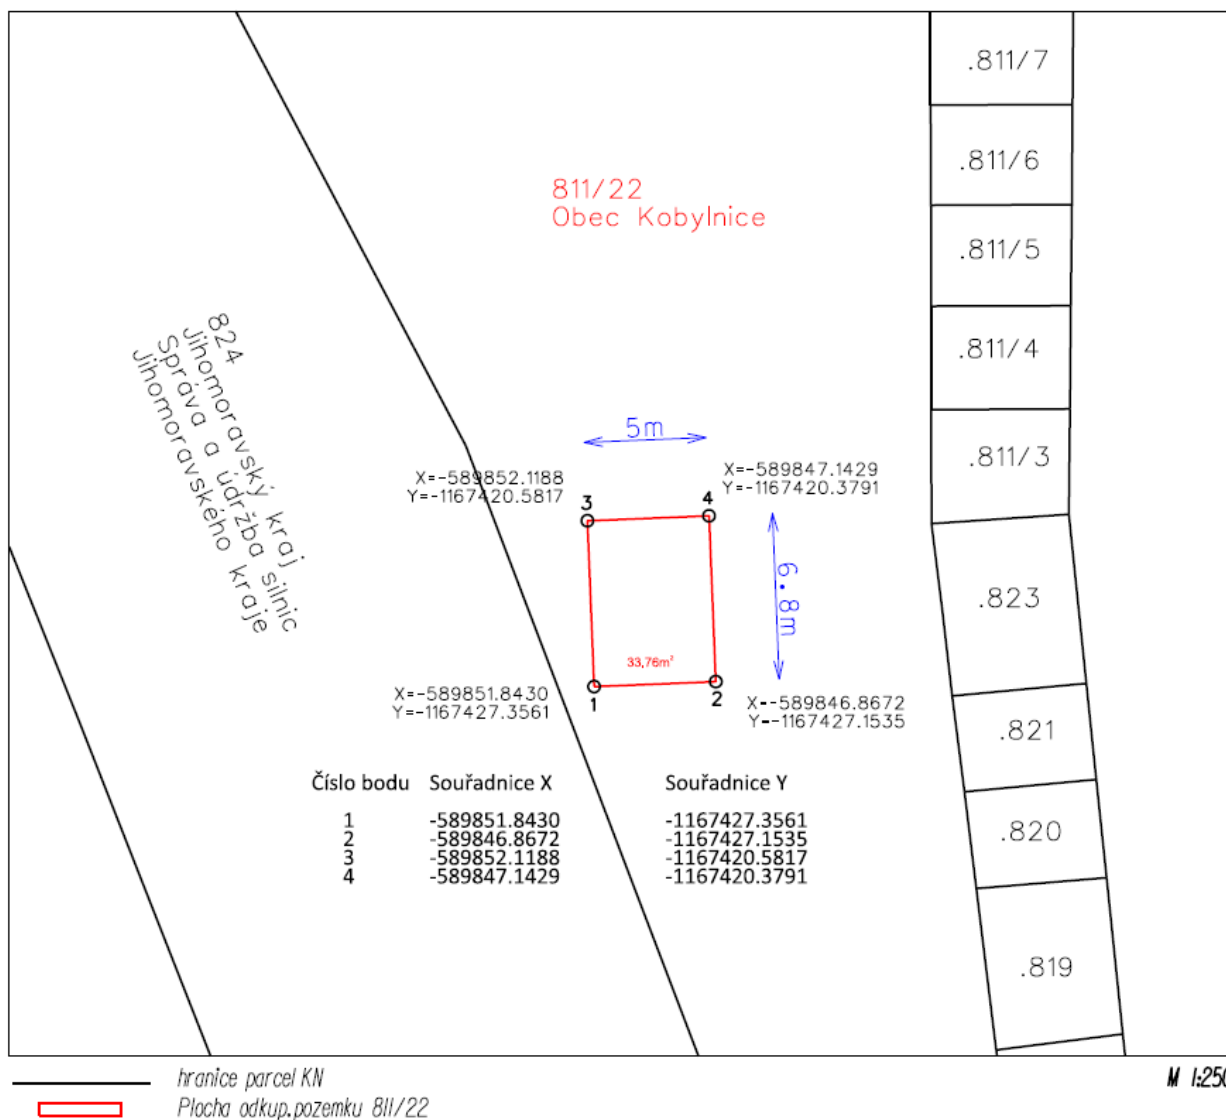 .811/7
.811/6
811/22
Obec Kobylnice
.811/5
824
Jihomoravský kraj
Správa a údržba silnic
Jihomoravského kraje
.811/4
5m
.811/3
X=-589852.1188
Y=-1167420.5817
X=-589847.1429
Y=-1167420.3791
3
4
6.8m
.823
33,76m²
X=-589851.8430
Y=-1167427.3561
1
2
X=-589846.8672
Y=-1167427.1535
.821
Číslo bodu Souřadnice X Souřadnice Y
1 -589851.8430 -1167427.3561
2 -589846.8672 -1167427.1535
3 -589852.1188 -1167420.5817
4 -589847.1429 -1167420.3791
.820
.819
hranice parcel KN
M 1:250
Plocha odkup.pozemku 811/22